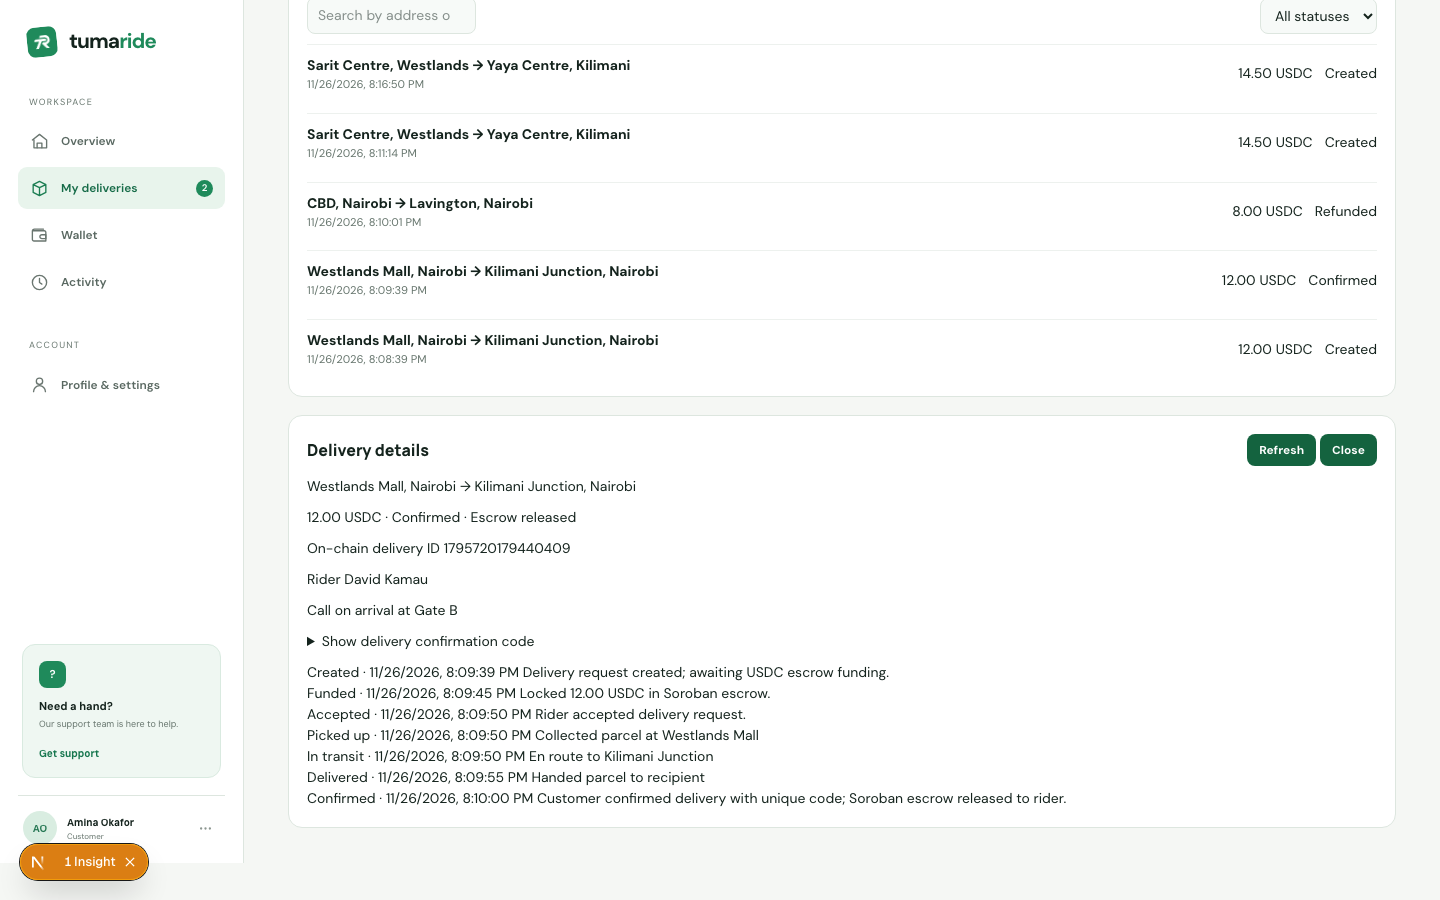 tumaride
WORKSPACE
Overview
My deliveries
2
Wallet
Activity
ACCOUNT
Profile & settings
?
Need a hand?
Our support team is here to help.
Get support
AO
Amina Okafor
Customer
...
1 Insight
Search by address o
All statuses
Sarit Centre, Westlands → Yaya Centre, Kilimani
11/26/2026, 8:16:50 PM
14.50 USDC Created
Sarit Centre, Westlands → Yaya Centre, Kilimani
11/26/2026, 8:11:14 PM
14.50 USDC Created
CBD, Nairobi → Lavington, Nairobi
11/26/2026, 8:10:01 PM
8.00 USDC Refunded
Westlands Mall, Nairobi → Kilimani Junction, Nairobi
11/26/2026, 8:09:39 PM
12.00 USDC Confirmed
Westlands Mall, Nairobi → Kilimani Junction, Nairobi
11/26/2026, 8:08:39 PM
12.00 USDC Created
Delivery details
Refresh
Close
Westlands Mall, Nairobi → Kilimani Junction, Nairobi
12.00 USDC · Confirmed · Escrow released
On-chain delivery ID 1795720179440409
Rider David Kamau
Call on arrival at Gate B
Show delivery confirmation code
Created · 11/26/2026, 8:09:39 PM Delivery request created; awaiting USDC escrow funding.
Funded · 11/26/2026, 8:09:45 PM Locked 12.00 USDC in Soroban escrow.
Accepted · 11/26/2026, 8:09:50 PM Rider accepted delivery request.
Picked up · 11/26/2026, 8:09:50 PM Collected parcel at Westlands Mall
In transit · 11/26/2026, 8:09:50 PM En route to Kilimani Junction
Delivered · 11/26/2026, 8:09:55 PM Handed parcel to recipient
Confirmed · 11/26/2026, 8:10:00 PM Customer confirmed delivery with unique code; Soroban escrow released to rider.